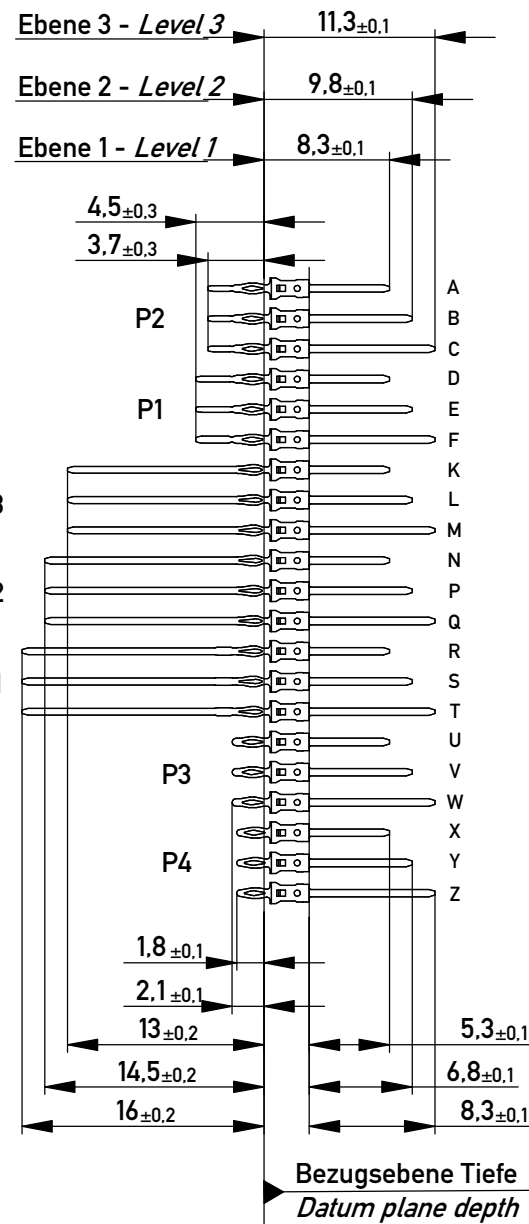 Ebene 3 - Level 3
11,3±0,1
Ebene 2 - Level 2
9,8±0,1
Ebene 1 - Level 1
8,3±0,1
4,5±0,3
3,7±0,3
A
P2
B
C
D
P1
E
F
K
L
M
N
2
P
Q
R
S
T
U
P3
V
W
X
P4
Y
Z
1,8 ±0,1
2,1 ±0,1
13±0,2
5,3±0,1
14,5±0,2
6,8±0,1
16±0,2
8,3±0,1
Bezugsebene Tiefe
Datum plane depth